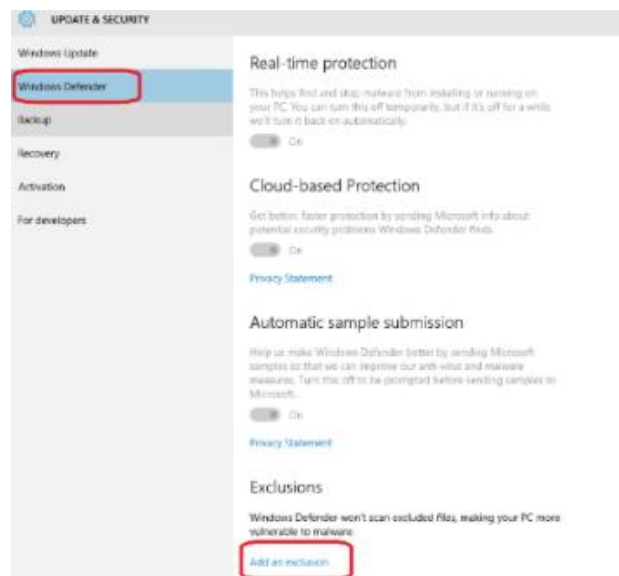 UPDATE & SECURITY
Windows Update
Windows Defender
Backup
Recovery
Activation
For developers
Real-time protection
This helps find and stop malware from installing or running on
your PC. You can turn this off temporarily, but if it's off for a while
we'll turn it back on automatically.
On
Cloud-based Protection
Get better, faster protection by sending Microsoft info about
potential security problems Windows Defender finds.
On
Privacy Statement
Automatic sample submission
Help us make Windows Defender better by sending Microsoft
samples so that we can improve our anti-virus and malware
measures. Turn this off to be prompted before sending samples to
Microsoft.
On
Privacy Statement
Exclusions
Windows Defender won't scan excluded files, making your PC more
vulnerable to malware.
Add an exclusion